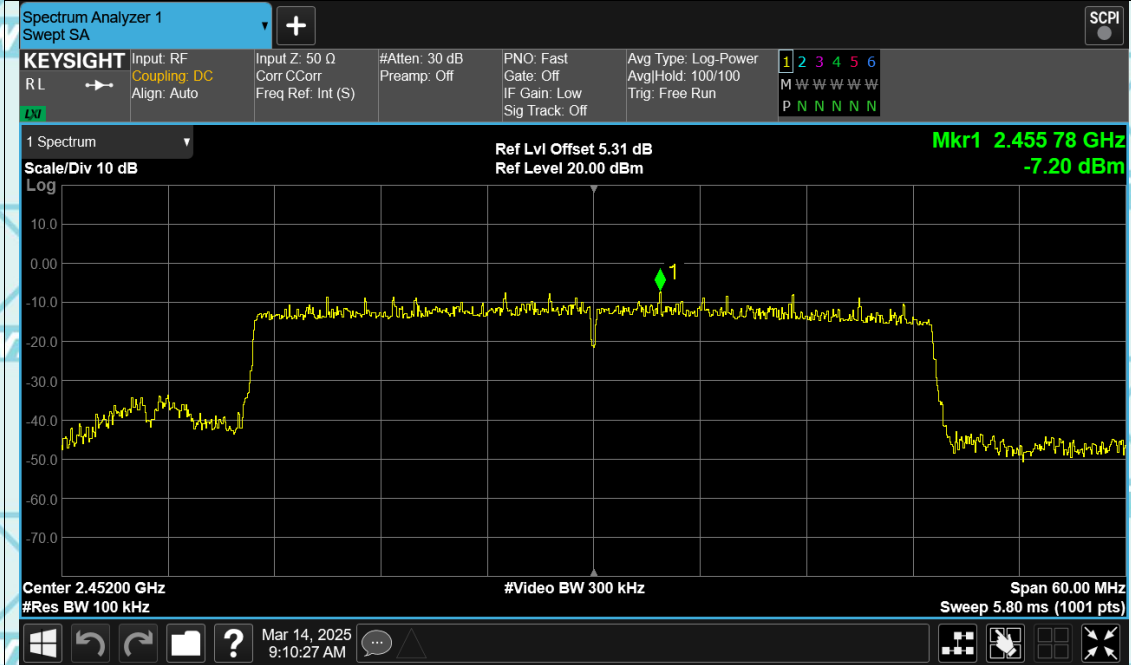 Spectrum Analyzer 1
Swept SA
+
SCPI
KEYSIGHT
R L
LXI
Input: RF
Coupling: DC
Align: Auto
Input Z: 50 Ω
Corr CCorr
Freq Ref: Int (S)
#Atten: 30 dB
Preamp: Off
PNO: Fast
Gate: Off
IF Gain: Low
Sig Track: Off
Avg Type: Log-Power
Avg|Hold: 100/100
Trig: Free Run
1 2 3 4 5 6
M W W W W W
P N N N N N
1 Spectrum
Scale/Div 10 dB
Log
Ref Lvl Offset 5.31 dB
Ref Level 20.00 dBm
Mkr1 2.455 78 GHz
-7.20 dBm
10.0
0.00
-10.0
-20.0
-30.0
-40.0
-50.0
-60.0
-70.0
1
Center 2.45200 GHz
#Res BW 100 kHz
#Video BW 300 kHz
Span 60.00 MHz
Sweep 5.80 ms (1001 pts)
?
Mar 14, 2025
9:10:27 AM